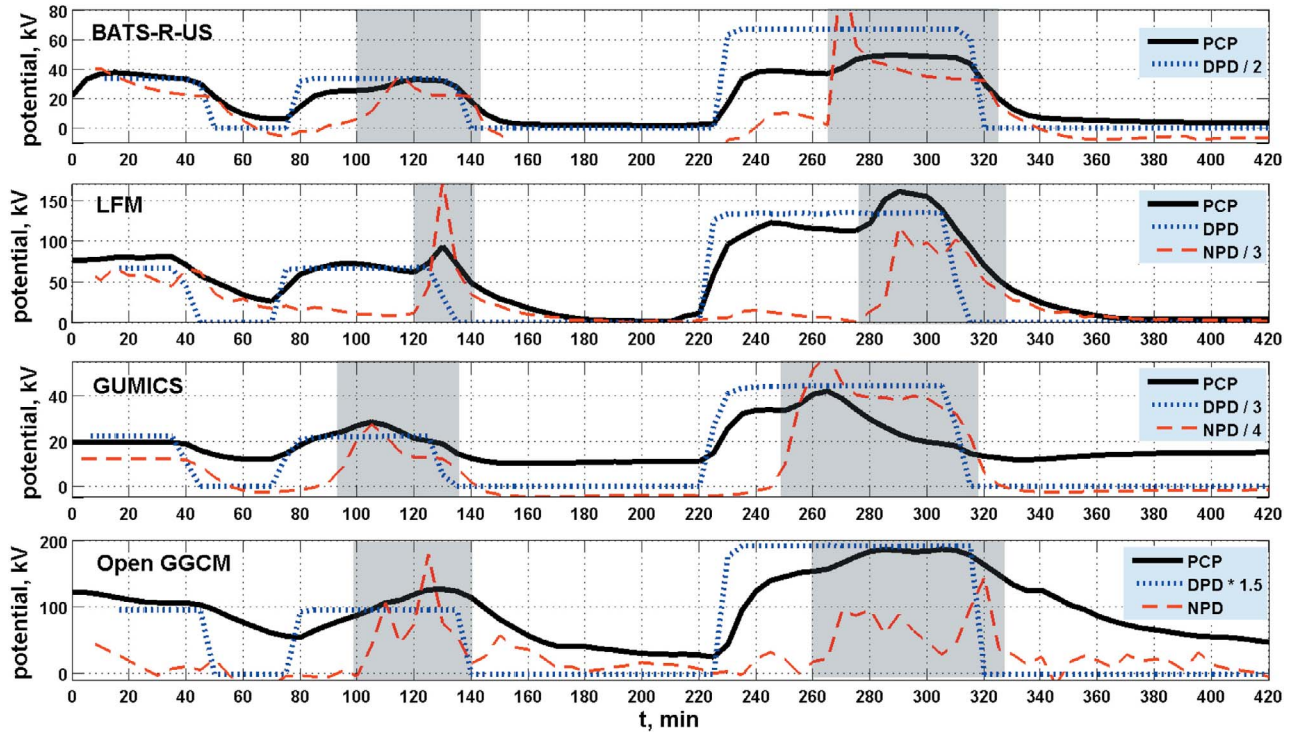 potential, kV
80
60
40
20
0
BATS-R-US
PCP
DPD / 2
0 20 40 60 80 100 120 140 160 180 200 220 240 260 280 300 320 340 360 380 400 420
potential, kV
150
100
50
0
LFM
PCP
DPD
NPD / 3
0 20 40 60 80 100 120 140 160 180 200 220 240 260 280 300 320 340 360 380 400 420
potential, kV
40
20
0
GUMICS
PCP
DPD / 3
NPD / 4
0 20 40 60 80 100 120 140 160 180 200 220 240 260 280 300 320 340 360 380 400 420
potential, kV
200
100
0
Open GGCM
PCP
DPD * 1.5
NPD
0 20 40 60 80 100 120 140 160 180 200 220 240 260 280 300 320 340 360 380 400 420
t, min